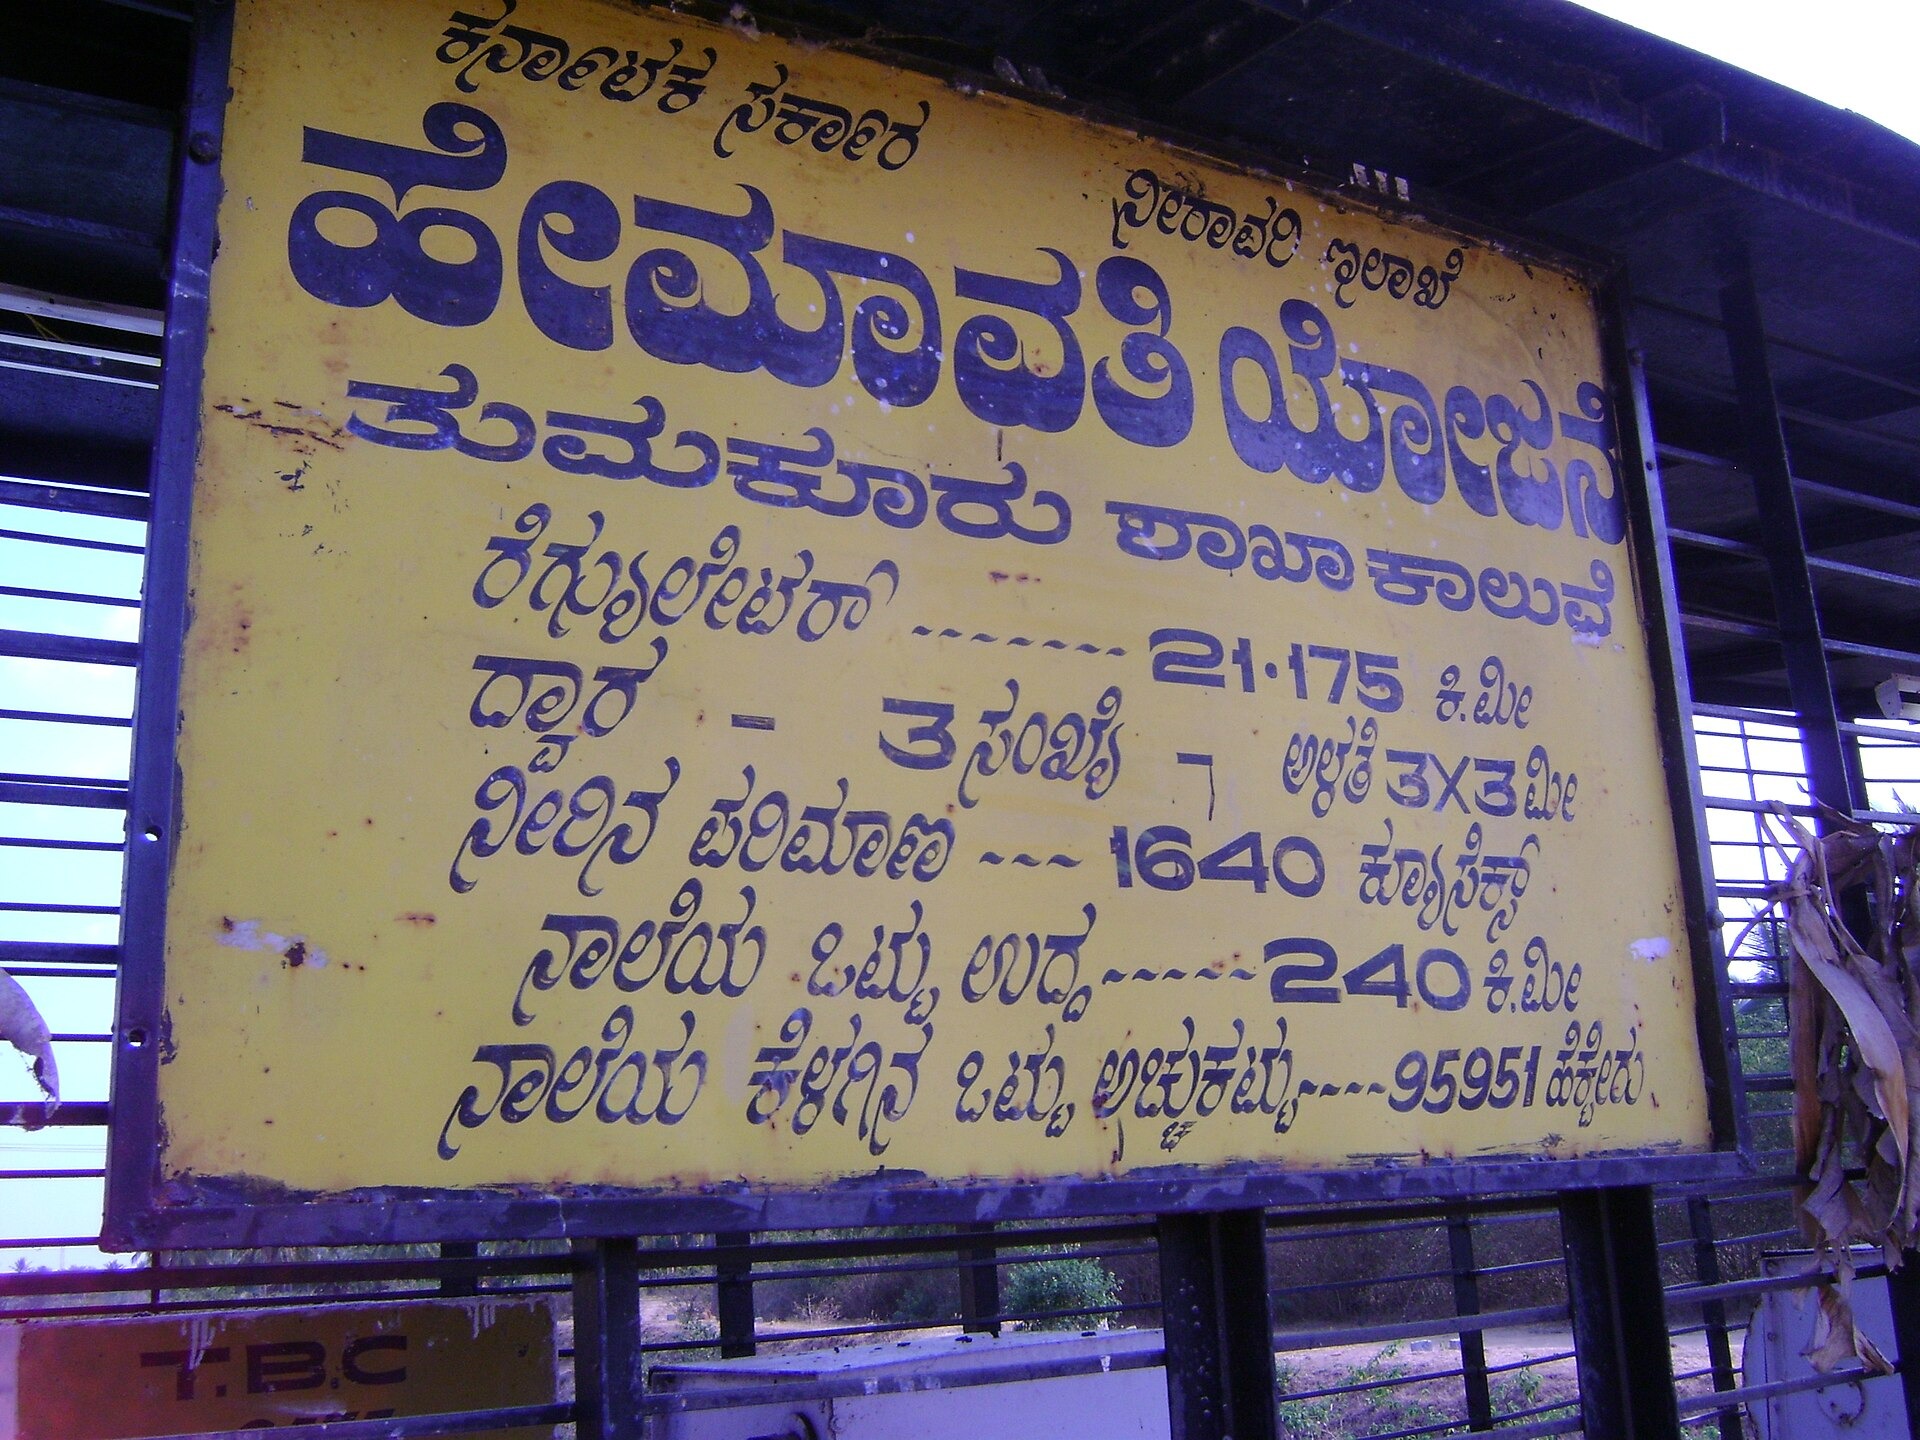 ಕರ್ನಾಟಕ ಸರ್ಕಾರ
ನೀರಾವರಿ ಇಲಾಖೆ
ಹೇಮಾವತಿ ಯೋಜನೆ
ತುಮಕೂರು ಶಾಖಾ ಕಾಲುವೆ
ರೆಗ್ಯುಲೇಟರ್ ------- 21.175 ಕಿ.ಮೀ
ದ್ವಾರ - 3 ಸಂಖ್ಯೆ - ಅಳತೆ 3X3 ಮೀ
ನೀರಿನ ಪರಿಮಾಣ --- 1640 ಕ್ಯೂಸೆಕ್ಸ್
ನಾಲೆಯ ಒಟ್ಟು ಉದ್ದ ----- 240 ಕಿ.ಮೀ
ನಾಲೆಯ ಕೆಳಗಿನ ಒಟ್ಟು ಅಚ್ಚುಕಟ್ಟು ---- 95951 ಹೆಕ್ಟೇರು
T.B.C